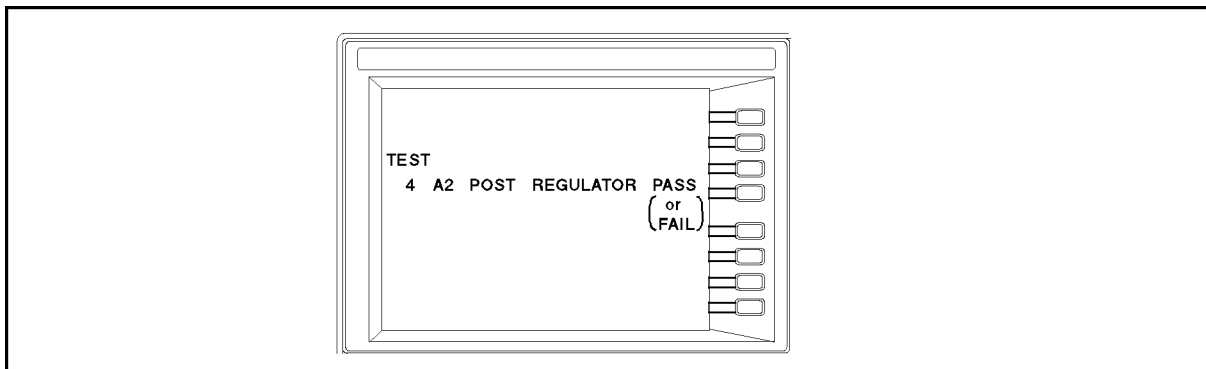 TEST
4 A2 POST REGULATOR PASS
(or
FAIL)